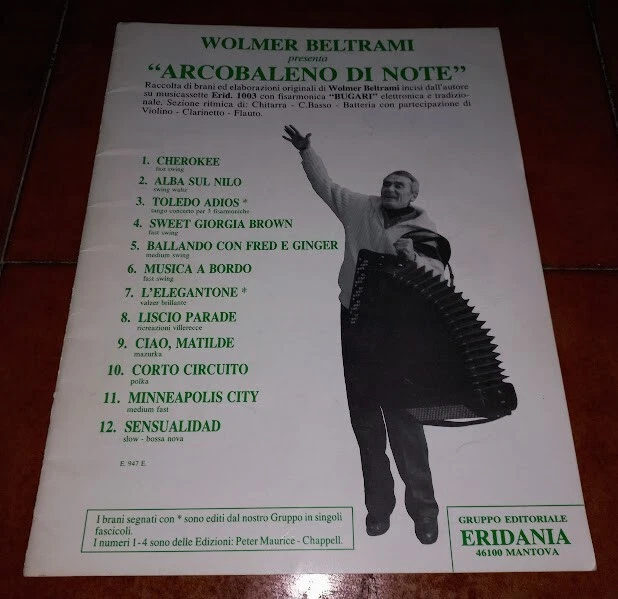 WOLMER BELTRAMI
presenta
"ARCOBALENO DI NOTE"
Raccolta di brani ed elaborazioni originali di Wolmer Beltrami incisi dall'autore
su musicassette Erid. 1003 con fisarmonica "BUGARI" elettronica e tradizio-
nale. Sezione ritmica di: Chitarra - C.Basso - Batteria con partecipazione di
Violino - Clarinetto - Flauto.
1. CHEROKEE
fast swing
2. ALBA SUL NILO
swing waltz
3. TOLEDO ADIOS *
tango concerto per 3 fisarmoniche
4. SWEET GIORGIA BROWN
fast swing
5. BALLANDO CON FRED E GINGER
medium swing
6. MUSICA A BORDO
fast swing
7. L'ELEGANTONE *
valzer brillante
8. LISCIO PARADE
ricreazioni villerecce
9. CIAO, MATILDE
mazurka
10. CORTO CIRCUITO
polka
11. MINNEAPOLIS CITY
medium fast
12. SENSUALIDAD
slow - bossa nova
E. 947 E.
I brani segnati con * sono editi dal nostro Gruppo in singoli
fascicoli.
I numeri 1-4 sono delle Edizioni: Peter Maurice - Chappell.
GRUPPO EDITORIALE
ERIDANIA
46100 MANTOVA